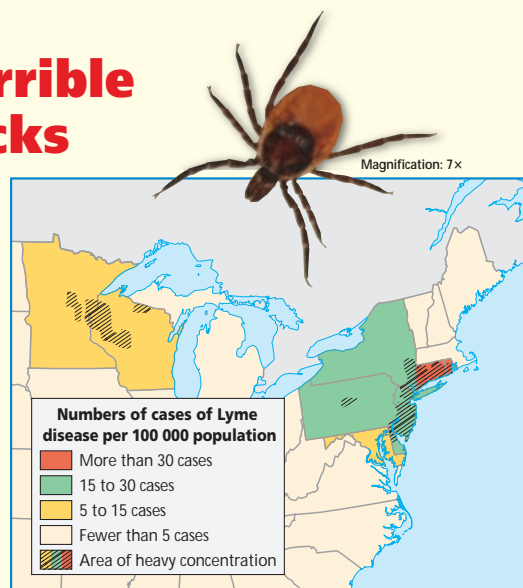 rrible
cks
Magnification: 7×
Numbers of cases of Lyme
disease per 100 000 population
More than 30 cases
15 to 30 cases
5 to 15 cases
Fewer than 5 cases
Area of heavy concentration